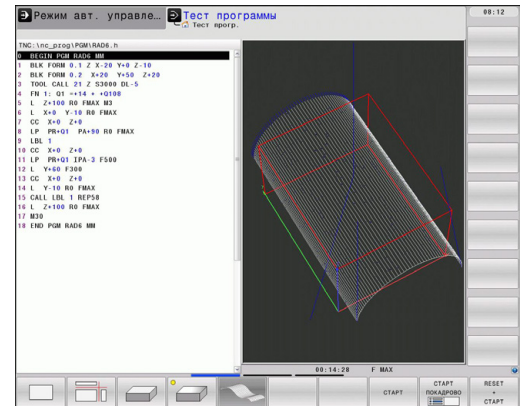 Режим авт. управле…
Тест программы
Тест прогр.
08:12
TNC:\nc_prog\PGM\RAD6.h
0 BEGIN PGM RAD6 MM
1 BLK FORM 0.1 Z X-20 Y+0 Z-10
2 BLK FORM 0.2 X+20 Y+50 Z+20
3 TOOL CALL 21 Z S3000 DL-5
4 FN 1: Q1 =+14 + +Q108
5 L Z+100 R0 FMAX M3
6 L X+0 Y-10 R0 FMAX
7 CC X+0 Z+0
8 LP PR+Q1 PA+90 R0 FMAX
9 LBL 1
10 CC X+0 Z+0
11 LP PR+Q1 IPA-3 F500
12 L Y+60 F300
13 CC X+0 Z+0
14 L Y-10 R0 FMAX
15 CALL LBL 1 REP58
16 L Z+100 R0 FMAX
17 M30
18 END PGM RAD6 MM
00:14:28 F MAX
СТАРТ
СТАРТ ПОКАДРОВО
RESET + СТАРТ